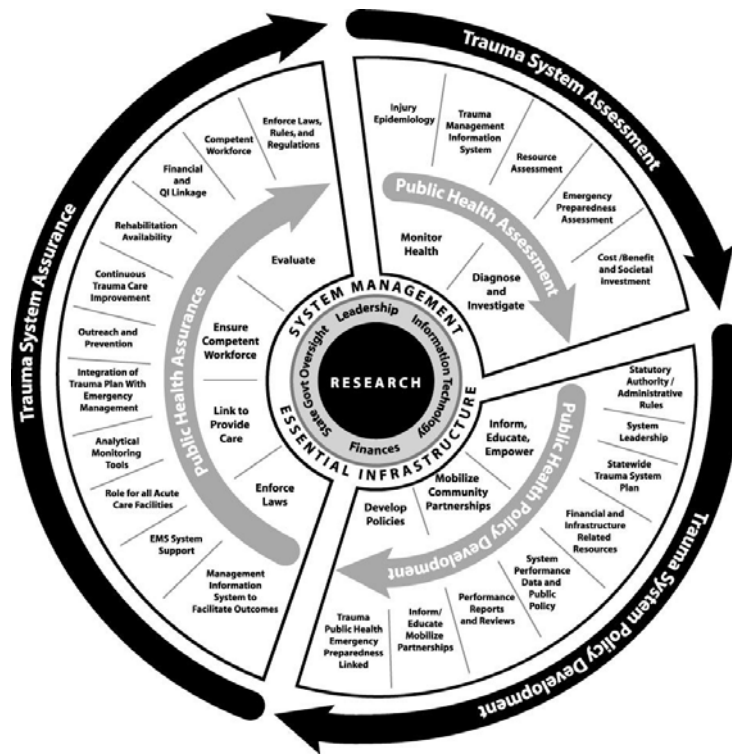 Trauma System Assessment
Injury
Epidemiology
Trauma
Management
Information
System
Resource
Assessment
Emergency
Preparedness
Assessment
Cost /Benefit
and Societal
Investment
Public Health Assessment
Monitor
Health
Diagnose
and
Investigate
Trauma System Policy Development
Statutory
Authority /
Administrative
Rules
System
Leadership
Statewide
Trauma System
Plan
Financial and
Infrastructure
Related
Resources
System
Performance
Data and
Public
Policy
Performance
Reports
and Reviews
Inform/
Educate
Mobilize
Partnerships
Trauma
Public Health
Emergency
Preparedness
Linked
Public Health Policy Development
Inform,
Educate,
Empower
Mobilize
Community
Partnerships
Develop
Policies
Trauma System Assurance
Enforce Laws,
Rules, and
Regulations
Competent
Workforce
Financial
and
QI Linkage
Rehabilitation
Availability
Continuous
Trauma Care
Improvement
Outreach and
Prevention
Integration of
Trauma Plan With
Emergency
Management
Analytical
Monitoring
Tools
Role for all Acute
Care Facilities
EMS System
Support
Management
Information
System to
Facilitate Outcomes
Public Health Assurance
Evaluate
Ensure
Competent
Workforce
Link to
Provide
Care
Enforce
Laws
SYSTEM MANAGEMENT
ESSENTIAL INFRASTRUCTURE
Leadership
Information Technology
Finances
State Govt Oversight
RESEARCH